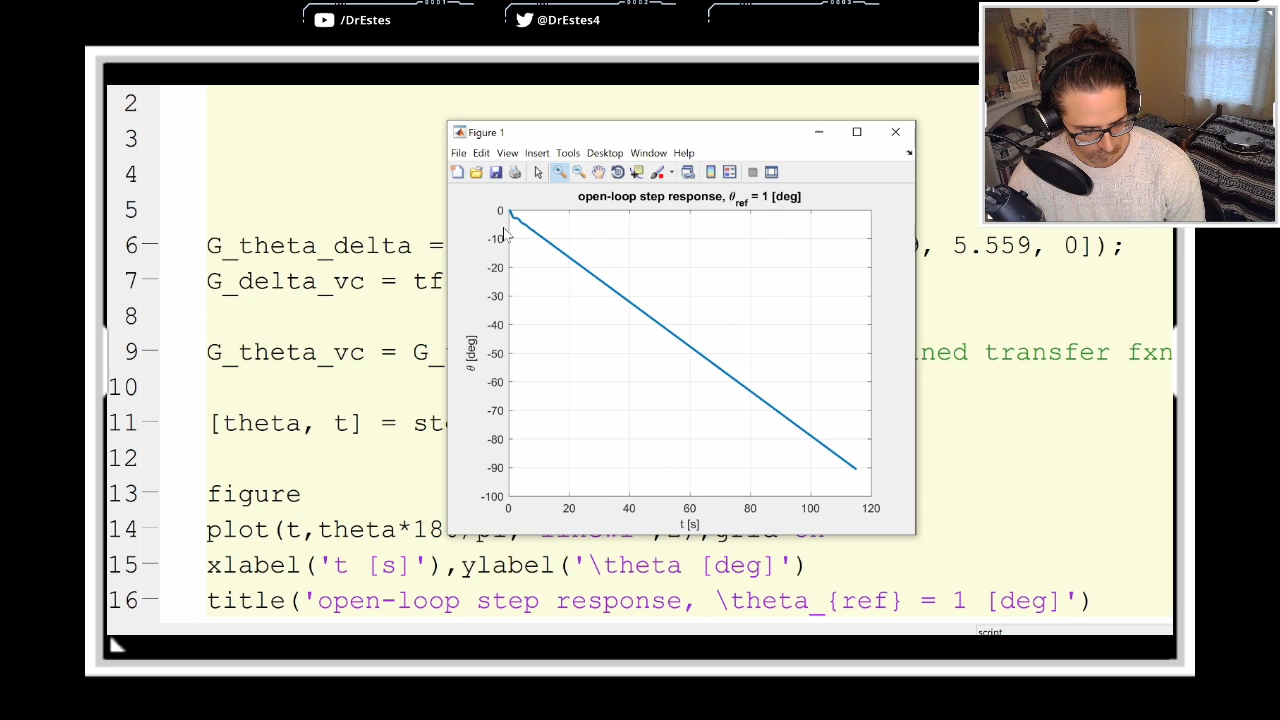 0001
0002
0003
/DrEstes
@DrEstes4
2
3
4
5
6
G_theta_delta =
, 5.559, 0]);
7
G_delta_vc = tf
8
9
G_theta_vc = G_
ned transfer fxn
10
11
[theta, t] =
12
13
figure
14
plot(t,theta*18
15
xlabel('t [s]'),ylabel('\theta [deg]')
16
title('open-loop step response, \theta_{ref} = 1 [deg]')
script
Figure 1
File Edit View Insert Tools Desktop Window Help
open-loop step response, θref = 1 [deg]
θ [deg]
0
-10
-20
-30
-40
-50
-60
-70
-80
-90
-100
0 20 40 60 80 100 120
t [s]